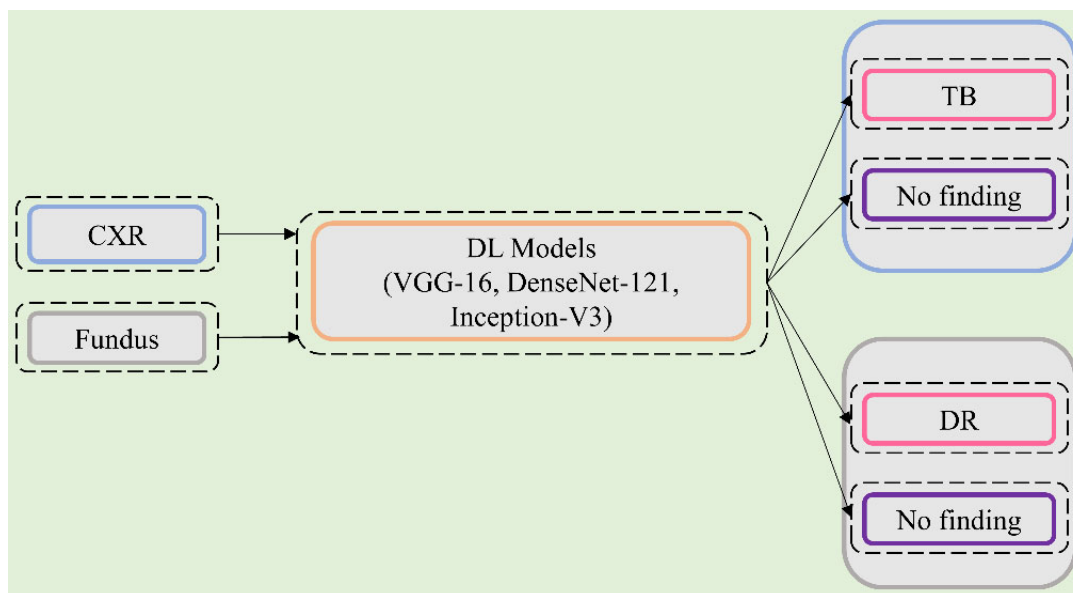 CXR
Fundus
DL Models
(VGG-16, DenseNet-121,
Inception-V3)
TB
No finding
DR
No finding